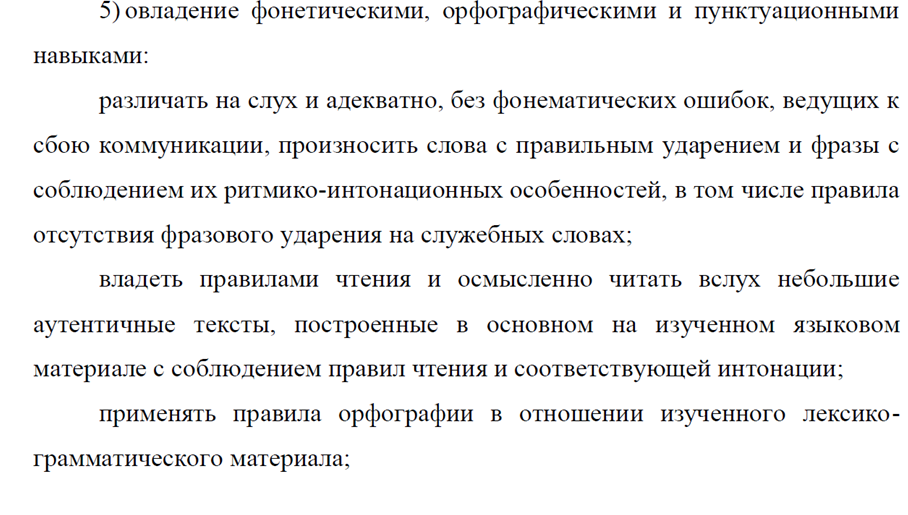 5) овладение фонетическими, орфографическими и пунктуационными
навыками:
различать на слух и адекватно, без фонематических ошибок, ведущих к
сбою коммуникации, произносить слова с правильным ударением и фразы с
соблюдением их ритмико-интонационных особенностей, в том числе правила
отсутствия фразового ударения на служебных словах;
владеть правилами чтения и осмысленно читать вслух небольшие
аутентичные тексты, построенные в основном на изученном языковом
материале с соблюдением правил чтения и соответствующей интонации;
применять правила орфографии в отношении изученного лексико-
грамматического материала;